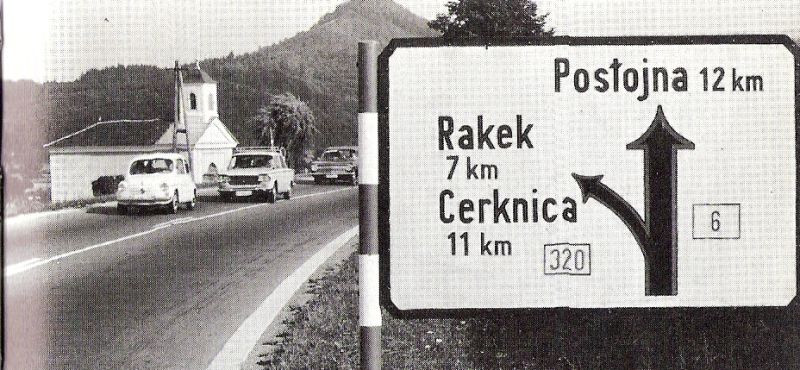 Postojna 12 km
Rakek
7 km
Cerknica
11 km
320
6